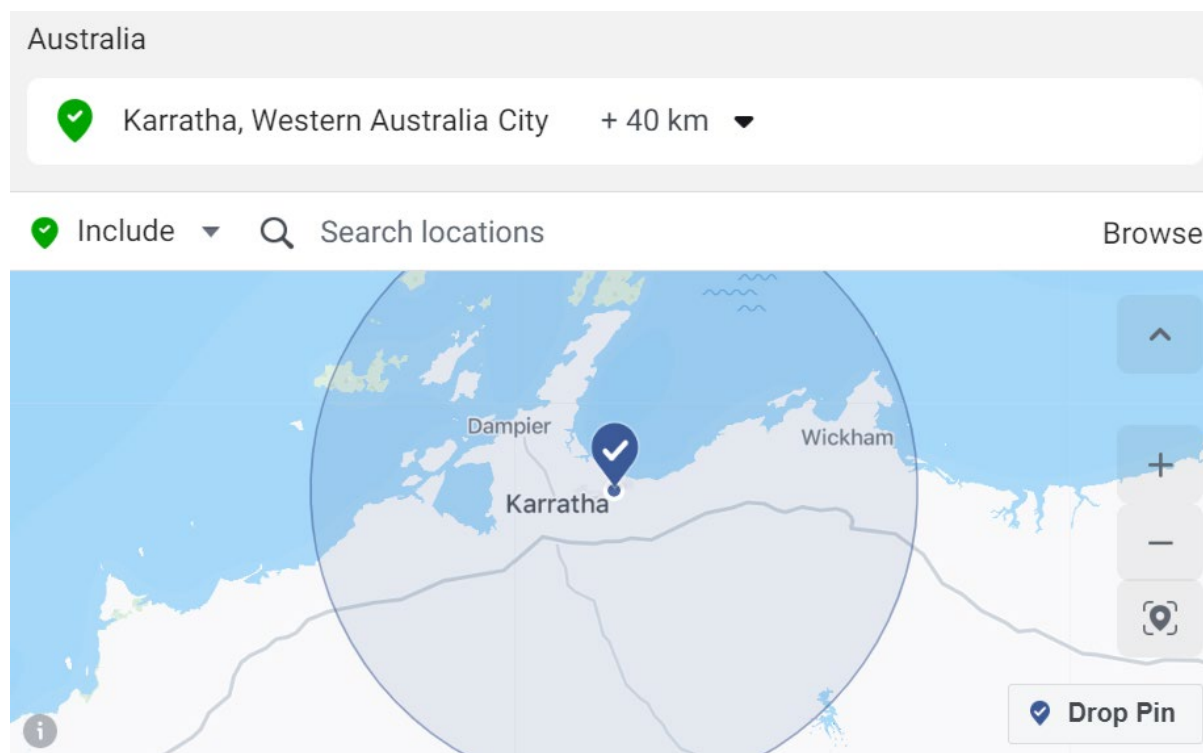 Australia
Karratha, Western Australia City + 40 km
Include Search locations Browse
Dampier
Wickham
Karratha
Drop Pin